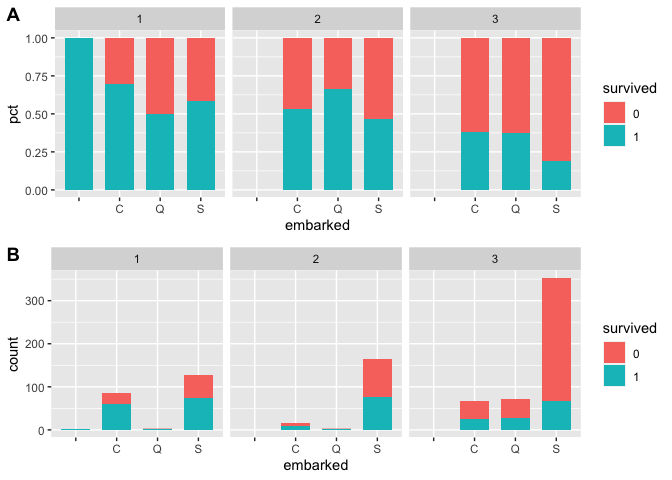 A
1 2 3
1.00
0.75
0.50
0.25
0.00
pct
C Q S C Q S C Q S
embarked
survived
0
1
B
1 2 3
300
200
100
0
count
C Q S C Q S C Q S
embarked
survived
0
1